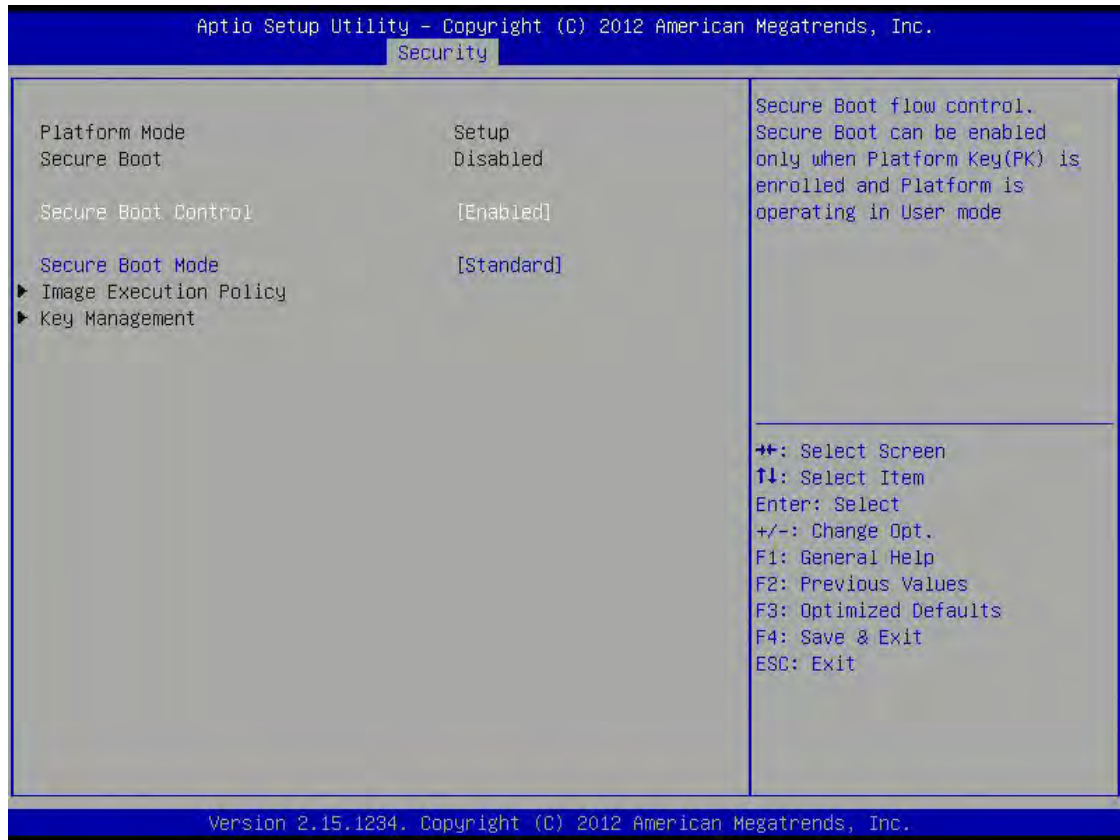 Aptio Setup Utility – Copyright (C) 2012 American Megatrends, Inc.
Security
Platform Mode Setup
Secure Boot Disabled
Secure Boot Control [Enabled]
Secure Boot Mode [Standard]
▶ Image Execution Policy
▶ Key Management
Secure Boot flow control.
Secure Boot can be enabled
only when Platform Key(PK) is
enrolled and Platform is
operating in User mode
→←: Select Screen
↑↓: Select Item
Enter: Select
+/-: Change Opt.
F1: General Help
F2: Previous Values
F3: Optimized Defaults
F4: Save & Exit
ESC: Exit
Version 2.15.1234. Copyright (C) 2012 American Megatrends, Inc.